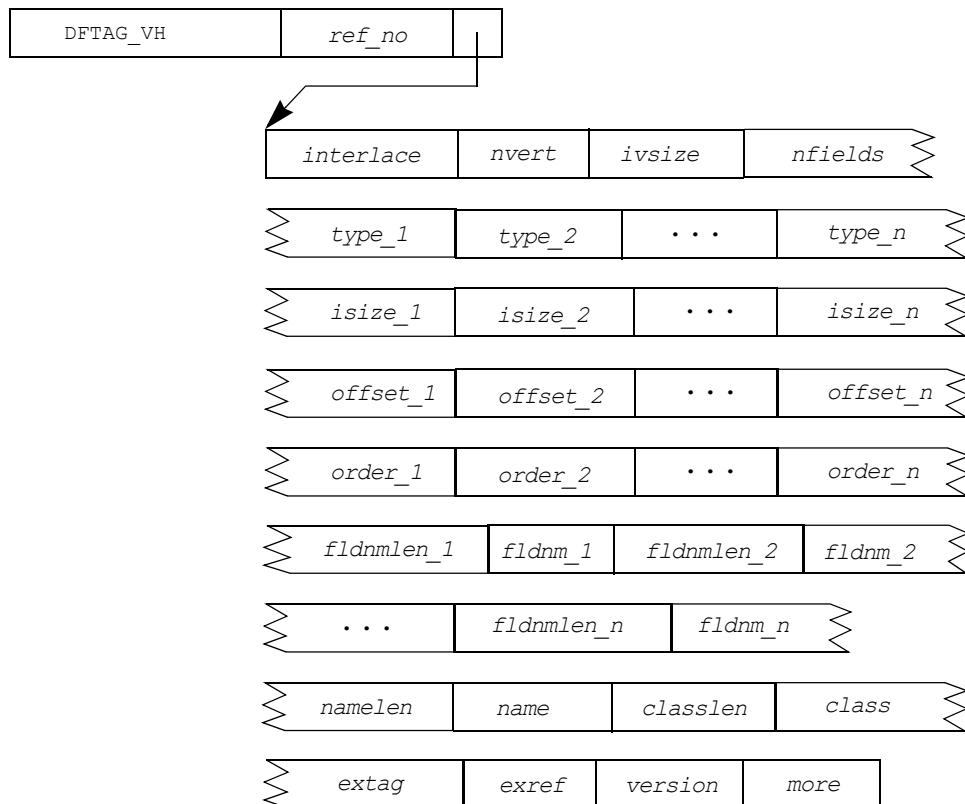 DFTAG_VH ref_no
interlace nvert ivsize nfields
type_1 type_2 ... type_n
isize_1 isize_2 ... isize_n
offset_1 offset_2 ... offset_n
order_1 order_2 ... order_n
fldnmlen_1 fldnm_1 fldnmlen_2 fldnm_2
... fldnmlen_n fldnm_n
namelen name classlen class
extag exref version more